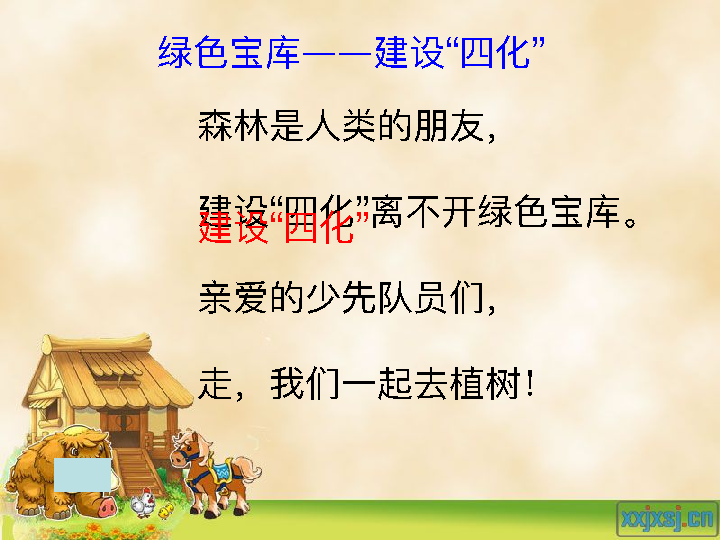 绿色宝库——建设“四化”
森林是人类的朋友，
建设“四化”离不开绿色宝库。
建设“四化”
亲爱的少先队员们，
走，我们一起去植树！
xxjxsj.cn